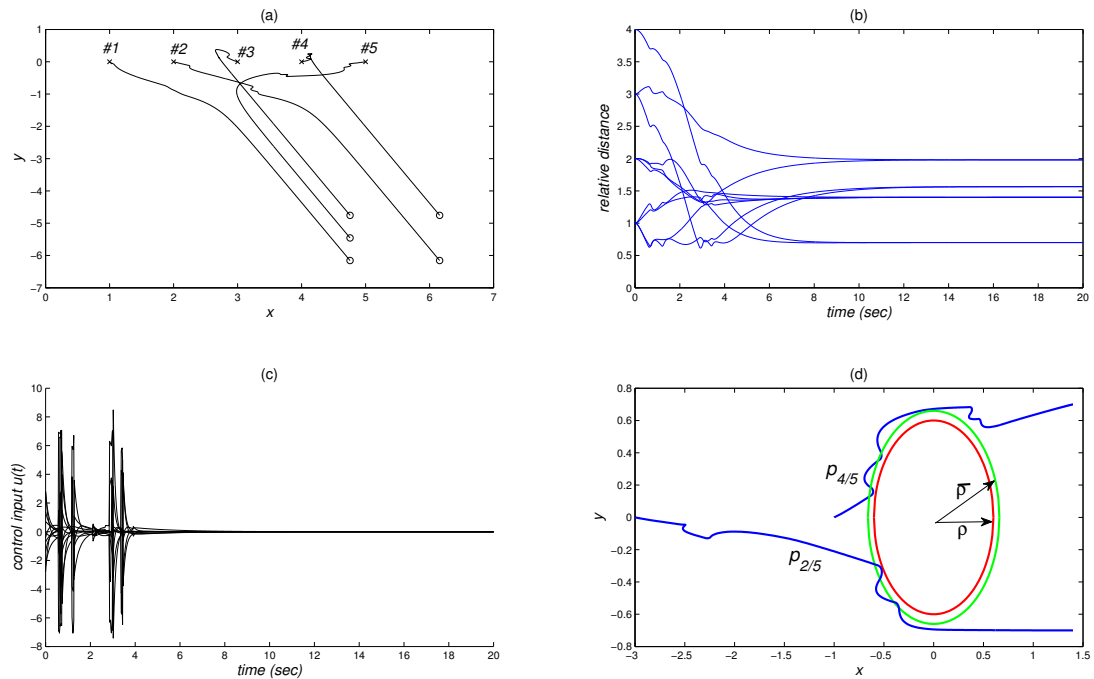 (a)
1
0
−1
−2
−3
−4
−5
−6
−7
y
#1 #2 #3 #4 #5
0 1 2 3 4 5 6 7
x
(b)
4
3.5
3
2.5
2
1.5
1
0.5
0
relative distance
0 2 4 6 8 10 12 14 16 18 20
time (sec)
(c)
10
8
6
4
2
0
−2
−4
−6
−8
control input u(t)
0 2 4 6 8 10 12 14 16 18 20
time (sec)
(d)
0.8
0.6
0.4
0.2
0
−0.2
−0.4
−0.6
−0.8
y
p4/5
ρ̅
ρ
p2/5
−3 −2.5 −2 −1.5 −1 −0.5 0 0.5 1 1.5
x